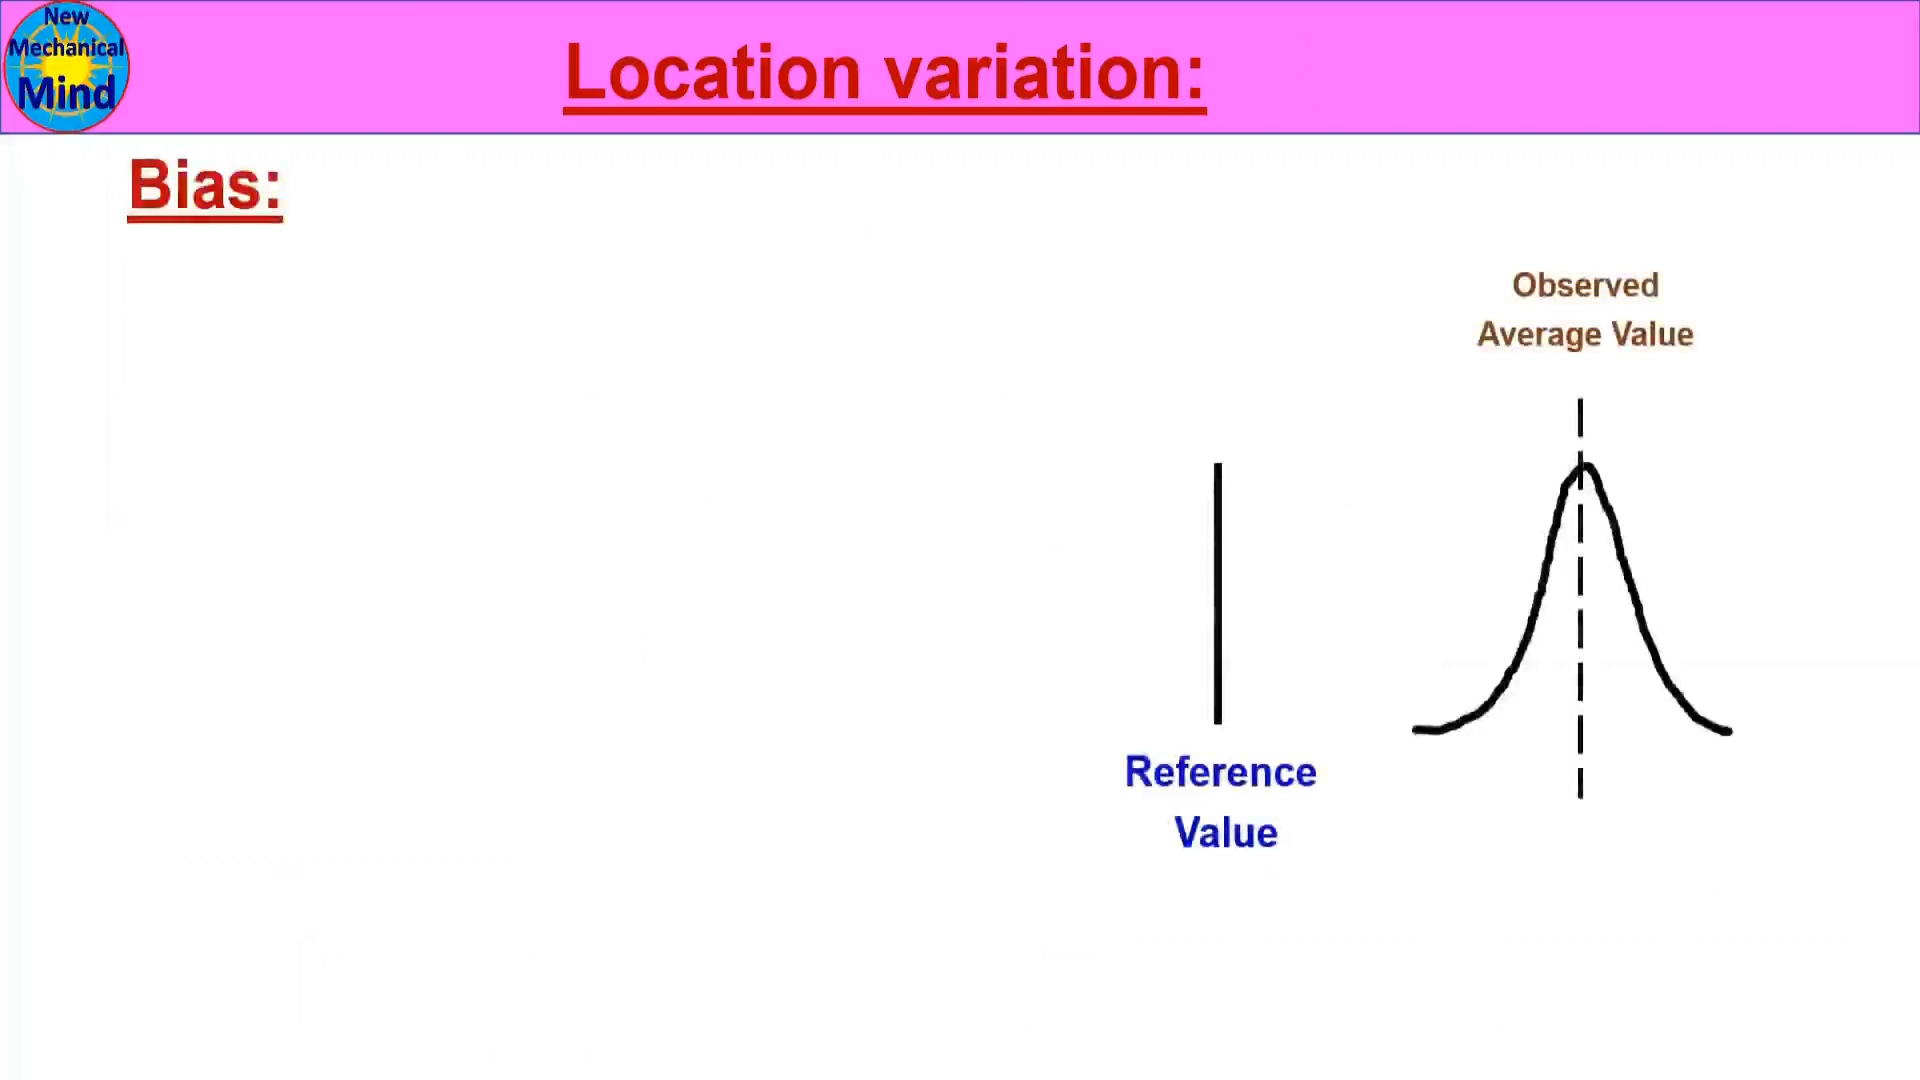 New
Mechanical
Mind
Location variation:
Bias:
Observed
Average Value
Reference
Value